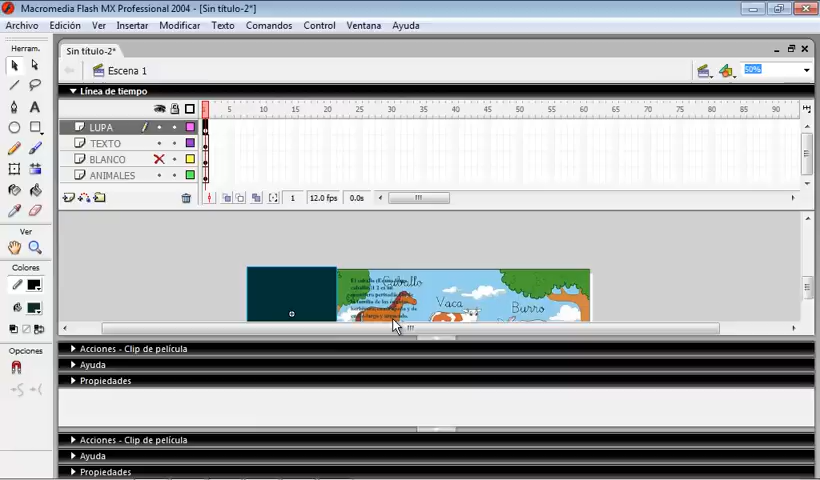 Macromedia Flash MX Professional 2004 - [Sin título-2*]
Archivo Edición Ver Insertar Modificar Texto Comandos Control Ventana Ayuda
Herram. Sin título-2*
Escena 1 50%
Línea de tiempo
5 10 15 20 25 30 35 40 45 50 55 60 65 70 75 80 85 90
LUPA
TEXTO
BLANCO
ANIMALES
1 12.0 fps 0.0s
Ver
Colores
Opciones
Caballo
Vaca
Burro
Acciones - Clip de película
Ayuda
Propiedades
Acciones - Clip de película
Ayuda
Propiedades